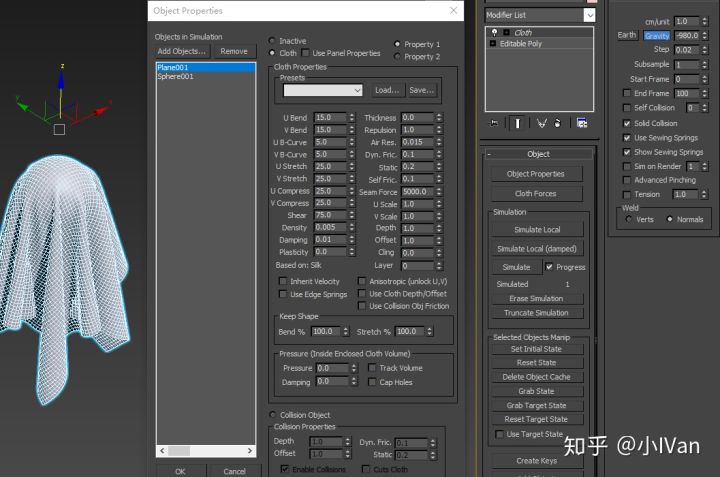 Object Properties
Objects in Simulation
Add Objects...
Remove
Plane001
Sphere001
OK
Cancel
Inactive
Cloth
Use Panel Properties
Property 1
Property 2
Cloth Properties
Presets
Load...
Save...
U Bend 15.0
V Bend 15.0
U B-Curve 5.0
V B-Curve 5.0
U Stretch 25.0
V Stretch 25.0
U Compress 25.0
V Compress 25.0
Shear 75.0
Density 0.005
Damping 0.01
Plasticity 0.0
Based on: Silk
Thickness 0.0
Repulsion 1.0
Air Res. 0.015
Dyn. Fric. 0.1
Static 0.2
Self Fric. 0.1
Seam Force 5000.0
U Scale 1.0
V Scale 1.0
Depth 1.0
Offset 1.0
Cling 0.0
Layer 0
Inherit Velocity
Use Edge Springs
Anisotropic (unlock U,V)
Use Cloth Depth/Offset
Use Collision Obj Friction
Keep Shape
Bend % 100.0
Stretch % 100.0
Pressure (Inside Enclosed Cloth Volume)
Pressure 0.0
Track Volume
Damping 0.0
Cap Holes
Collision Object
Collision Properties
Depth 1.0
Dyn. Fric. 0.1
Offset 1.0
Static 0.2
Enable Collisions
Cuts Cloth
Modifier List
Cloth
Editable Poly
Object
Object Properties
Cloth Forces
Simulation
Simulate Local
Simulate Local (damped)
Simulate
Progress
Simulated 1
Erase Simulation
Truncate Simulation
Selected Objects Manip
Set Initial State
Reset State
Delete Object Cache
Grab State
Grab Target State
Reset Target State
Use Target State
Create Keys
cm/unit 1.0
Earth
Gravity -980.0
Step 0.02
Subsample 1
Start Frame 0
End Frame 100
Self Collision 0
Solid Collision
Use Sewing Springs
Show Sewing Springs
Sim on Render 1
Advanced Pinching
Tension 1.0
Weld
Verts
Normals
z
y
x
知乎 @小IVan